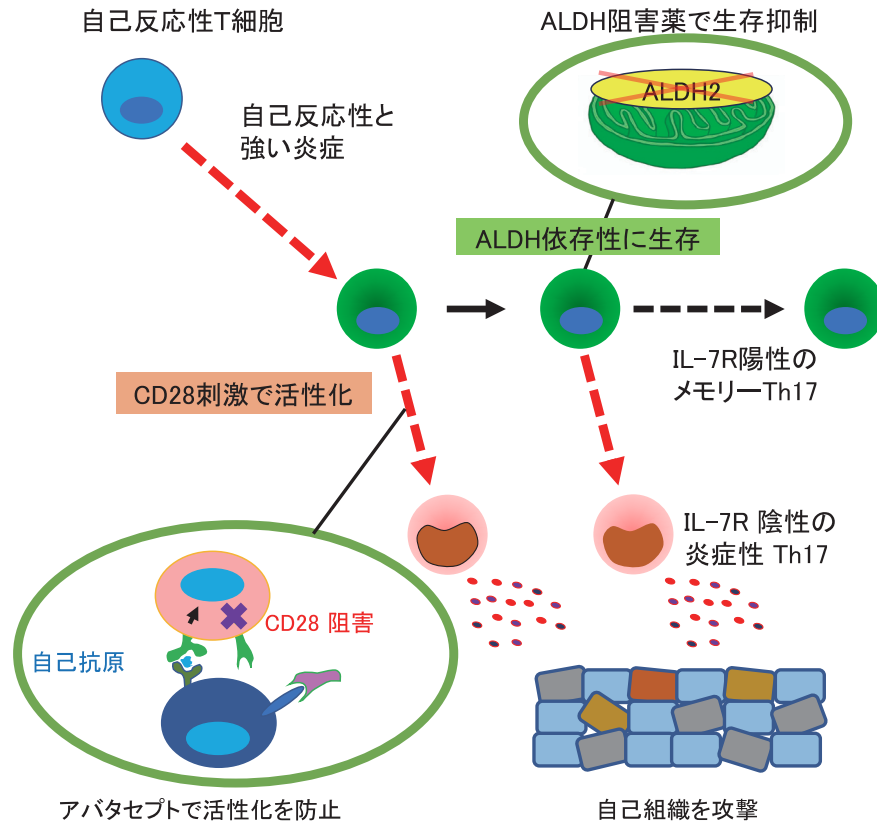 自己反応性T細胞
ALDH阻害薬で生存抑制
ALDH2
自己反応性と
強い炎症
ALDH依存性に生存
IL-7R陽性の
メモリーTh17
CD28刺激で活性化
IL-7R 陰性の
炎症性 Th17
CD28 阻害
自己抗原
アバタセプトで活性化を防止
自己組織を攻撃